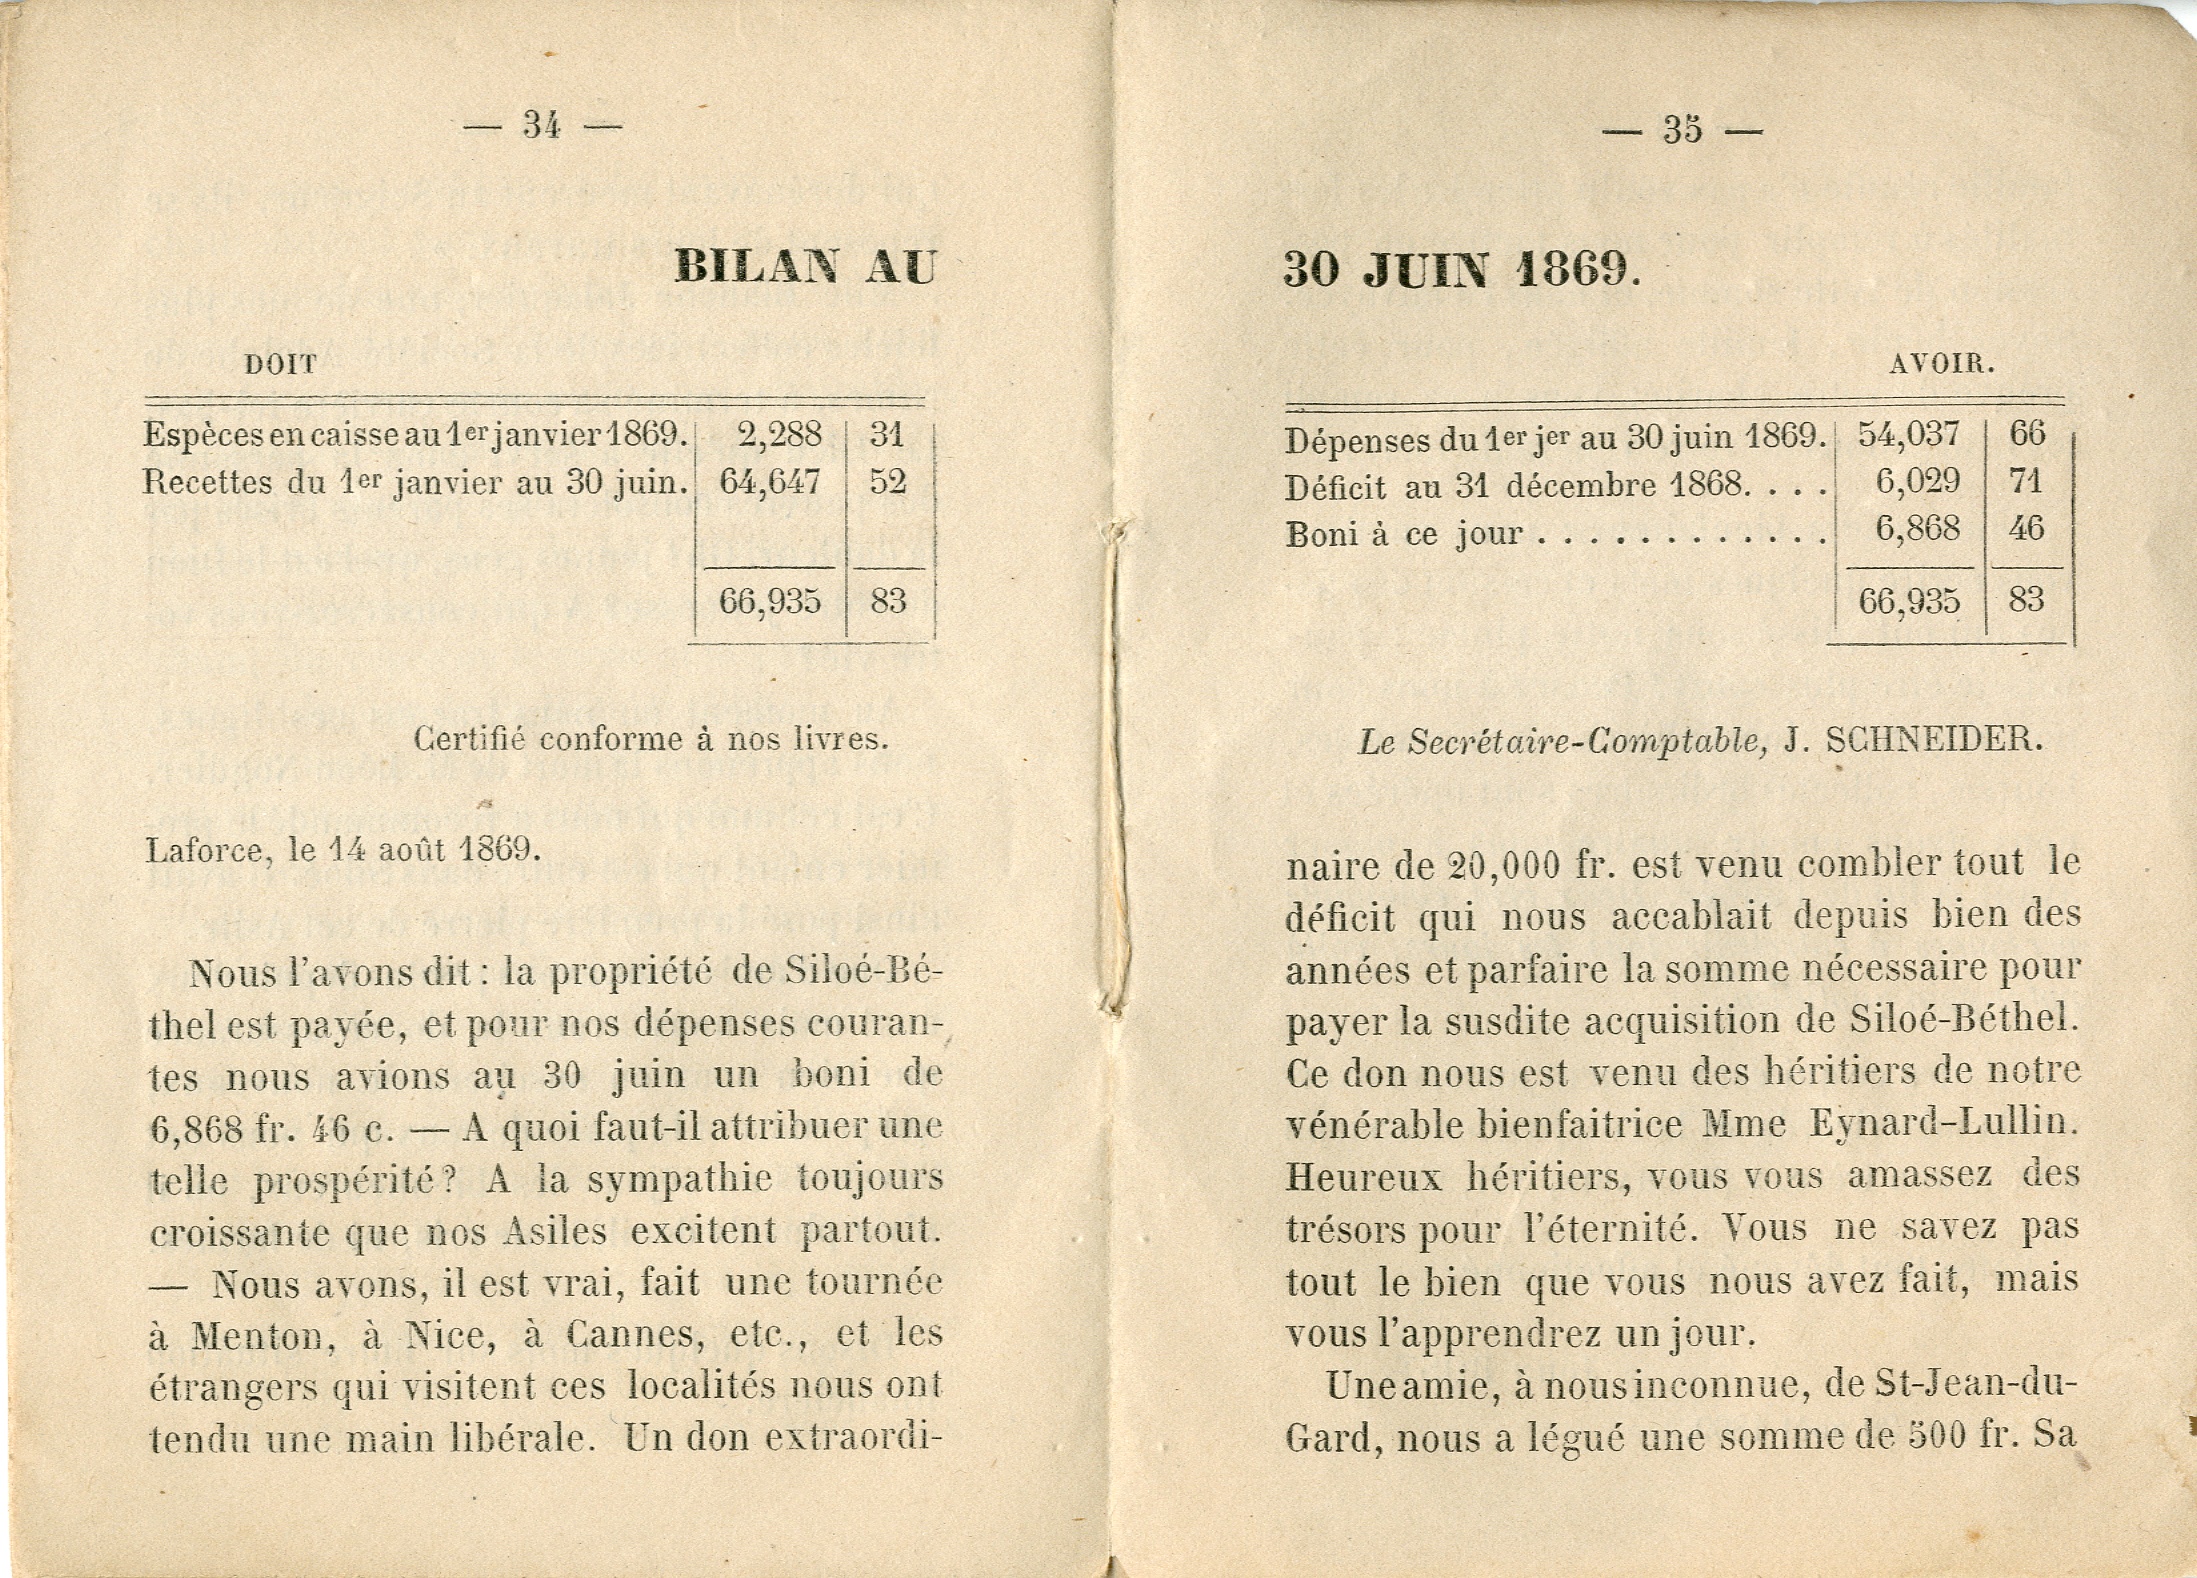 — 34 —
BILAN AU
DOIT
Espèces en caisse au 1er janvier 1869. 2,288 31
Recettes du 1er janvier au 30 juin. 64,647 52
66,935 83
Certifié conforme à nos livres.
Laforce, le 14 août 1869.
Nous l'avons dit : la propriété de Siloé-Bé-
thel est payée, et pour nos dépenses couran-
tes nous avions au 30 juin un boni de
6,868 fr. 46 c. — A quoi faut-il attribuer une
telle prospérité? A la sympathie toujours
croissante que nos Asiles excitent partout.
— Nous avons, il est vrai, fait une tournée
à Menton, à Nice, à Cannes, etc., et les
étrangers qui visitent ces localités nous ont
tendu une main libérale. Un don extraordi-
— 35 —
30 JUIN 1869.
AVOIR.
Dépenses du 1er jer au 30 juin 1869. 54,037 66
Déficit au 31 décembre 1868. . . . 6,029 71
Boni à ce jour . . . . . . . . . . . . 6,868 46
66,935 83
Le Secrétaire-Comptable, J. SCHNEIDER.
naire de 20,000 fr. est venu combler tout le
déficit qui nous accablait depuis bien des
années et parfaire la somme nécessaire pour
payer la susdite acquisition de Siloé-Béthel.
Ce don nous est venu des héritiers de notre
vénérable bienfaitrice Mme Eynard-Lullin.
Heureux héritiers, vous vous amassez des
trésors pour l'éternité. Vous ne savez pas
tout le bien que vous nous avez fait, mais
vous l'apprendrez un jour.
Une amie, à nous inconnue, de St-Jean-du-
Gard, nous a légué une somme de 500 fr. Sa